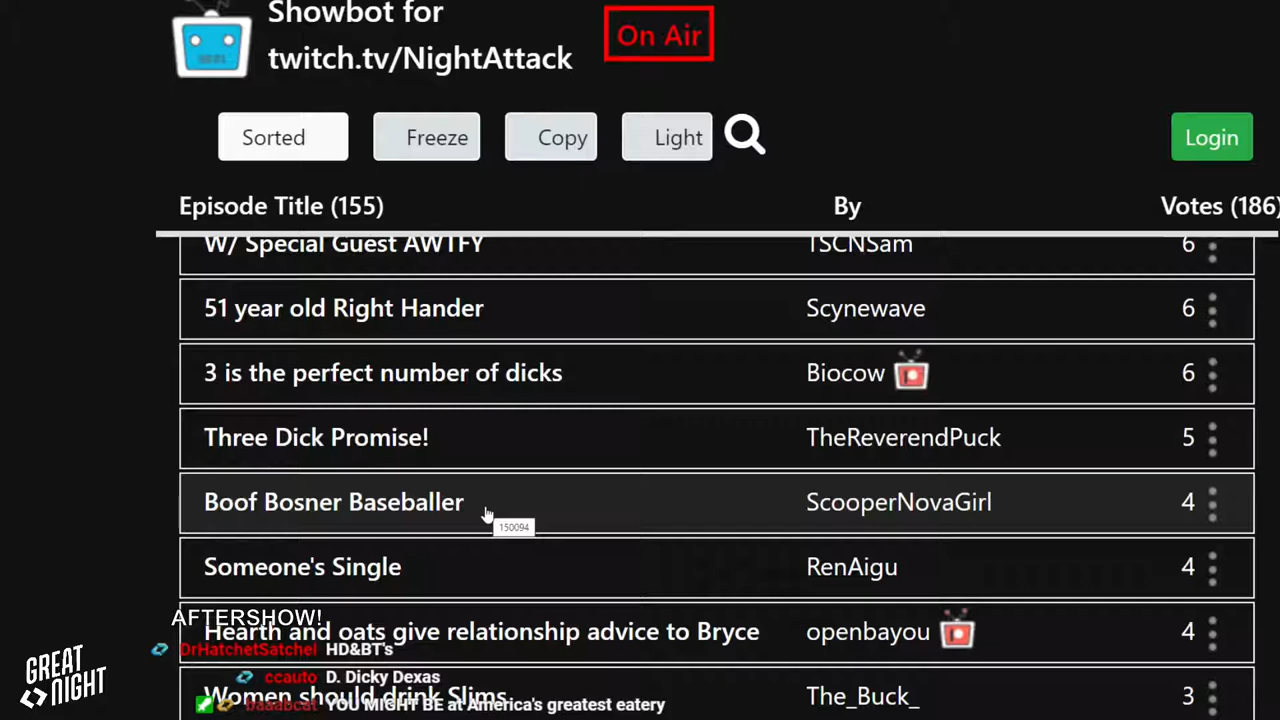 Showbot for
twitch.tv/NightAttack
On Air
Sorted
Freeze
Copy
Light
Login
Episode Title (155)
By
Votes (186)
W/ Special Guest AWTFY
TSCNSam
6
51 year old Right Hander
Scynewave
6
3 is the perfect number of dicks
Biocow
6
Three Dick Promise!
TheReverendPuck
5
Boof Bosner Baseballer
ScooperNovaGirl
4
150094
Someone's Single
RenAigu
4
AFTERSHOW!
Hearth and oats give relationship advice to Bryce
openbayou
4
DrHatchetSatchel HD&BT's
ccauto D. Dicky Dexas
Women should drink Slims
The_Buck_
3
baaabcat YOU MIGHT BE at America's greatest eatery
GREAT
NIGHT